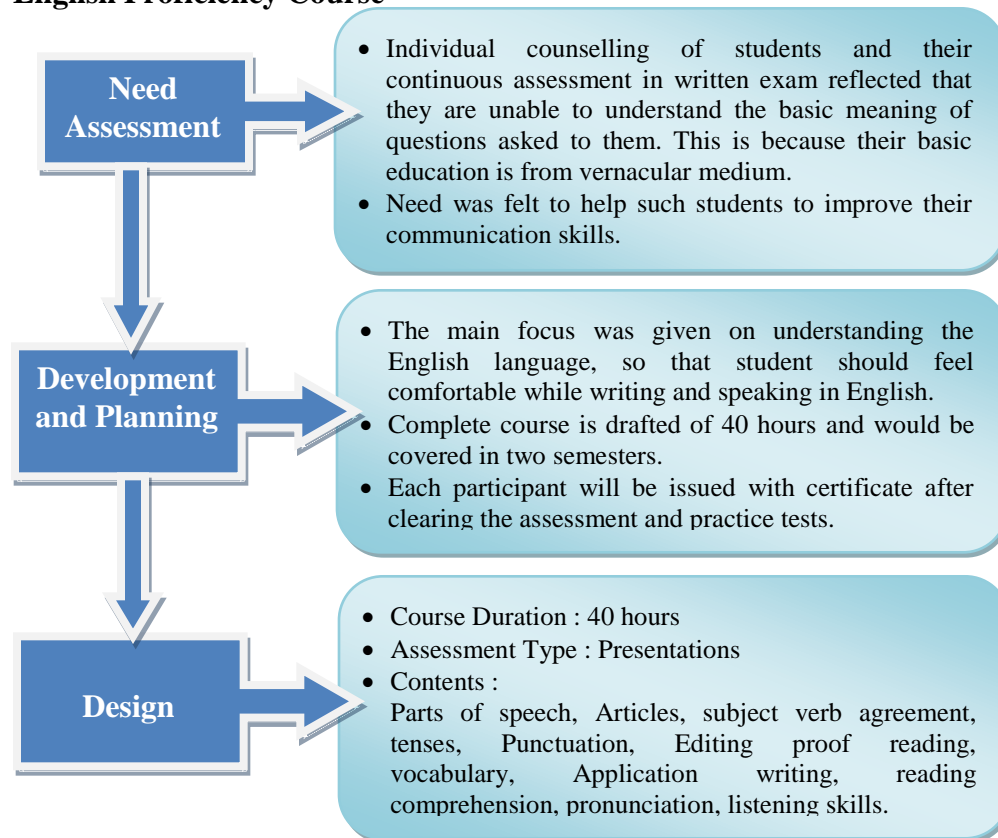 English Proficiency Course
Need
Assessment
• Individual counselling of students and their
continuous assessment in written exam reflected that
they are unable to understand the basic meaning of
questions asked to them. This is because their basic
education is from vernacular medium.
• Need was felt to help such students to improve their
communication skills.
Development
and Planning
• The main focus was given on understanding the
English language, so that student should feel
comfortable while writing and speaking in English.
• Complete course is drafted of 40 hours and would be
covered in two semesters.
• Each participant will be issued with certificate after
clearing the assessment and practice tests.
Design
• Course Duration : 40 hours
• Assessment Type : Presentations
• Contents :
Parts of speech, Articles, subject verb agreement,
tenses, Punctuation, Editing proof reading,
vocabulary, Application writing, reading
comprehension, pronunciation, listening skills.